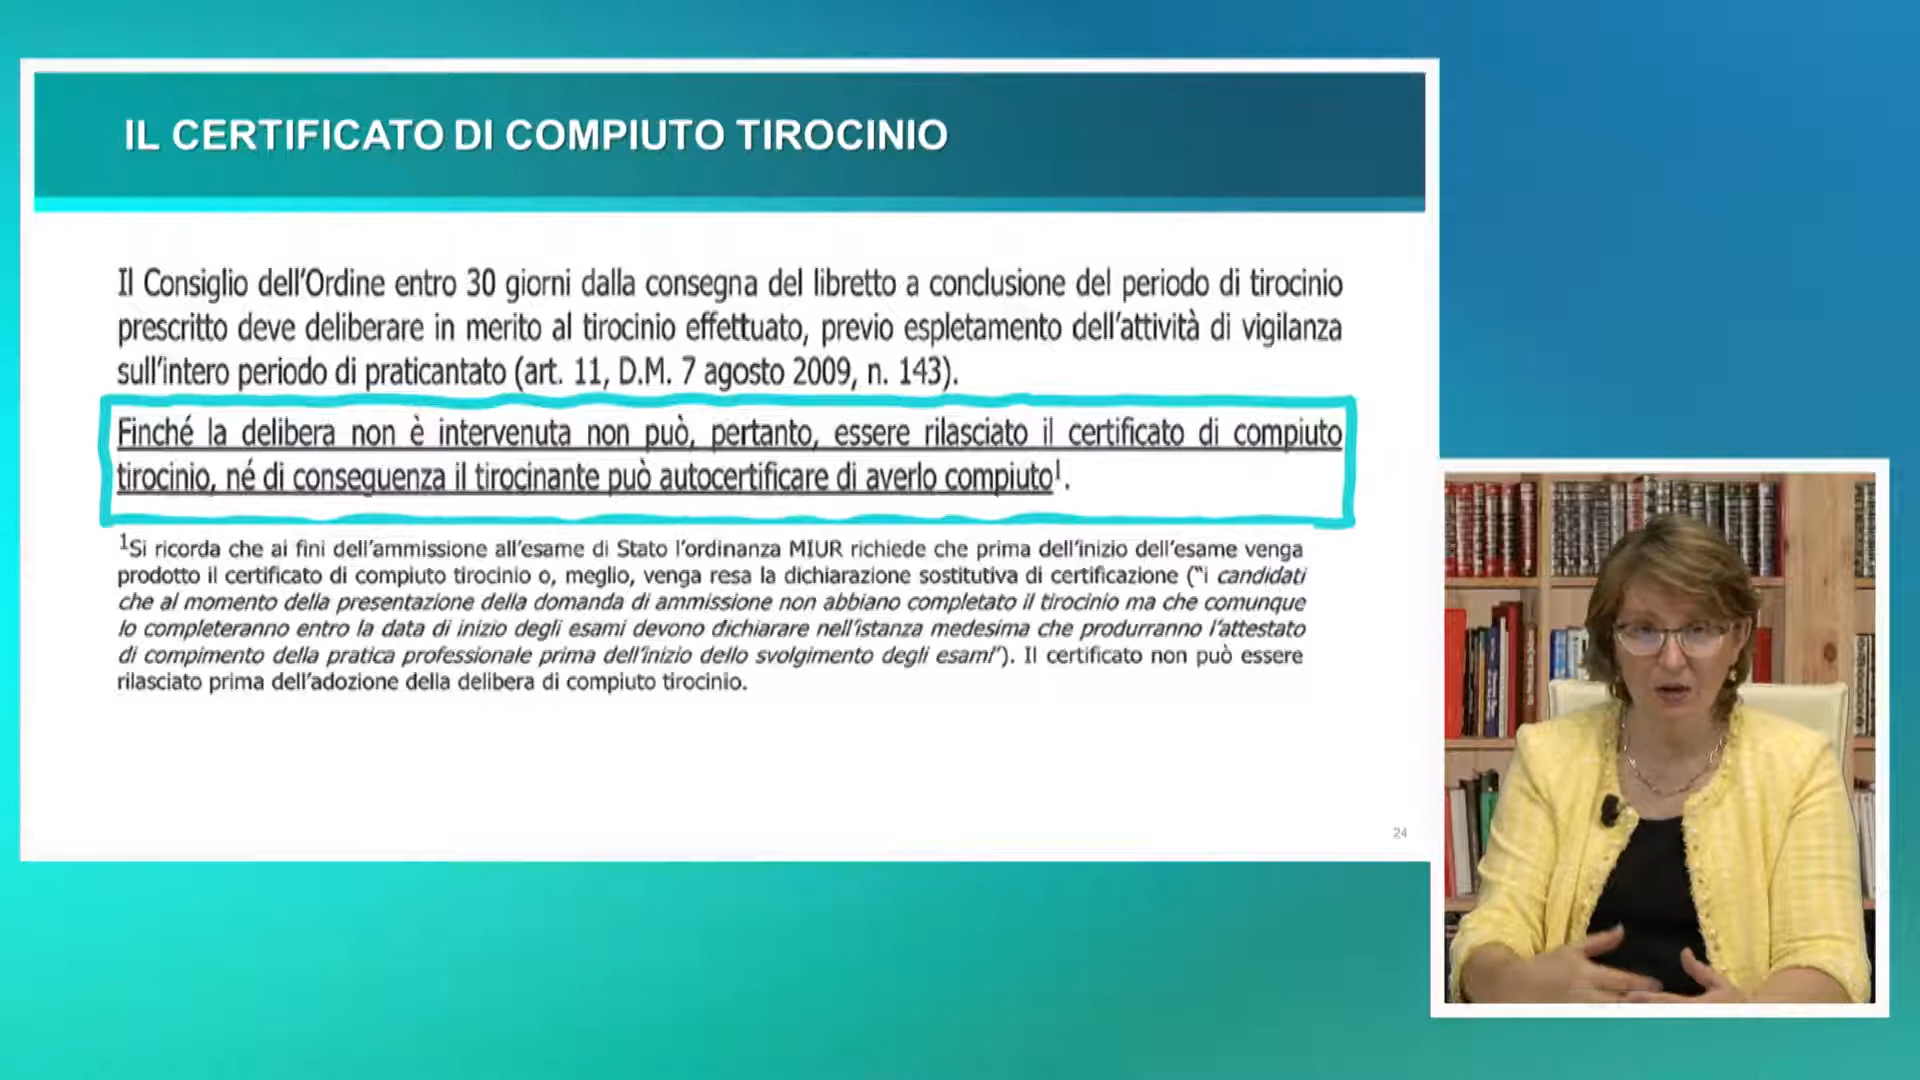 IL CERTIFICATO DI COMPIUTO TIROCINIO
Il Consiglio dell'Ordine entro 30 giorni dalla consegna del libretto a conclusione del periodo di tirocinio
prescritto deve deliberare in merito al tirocinio effettuato, previo espletamento dell'attività di vigilanza
sull'intero periodo di praticantato (art. 11, D.M. 7 agosto 2009, n. 143).
Finché la delibera non è intervenuta non può, pertanto, essere rilasciato il certificato di compiuto
tirocinio, né di conseguenza il tirocinante può autocertificare di averlo compiuto¹.
¹Si ricorda che ai fini dell'ammissione all'esame di Stato l'ordinanza MIUR richiede che prima dell'inizio dell'esame venga
prodotto il certificato di compiuto tirocinio o, meglio, venga resa la dichiarazione sostitutiva di certificazione ("i candidati
che al momento della presentazione della domanda di ammissione non abbiano completato il tirocinio ma che comunque
lo completeranno entro la data di inizio degli esami devono dichiarare nell'istanza medesima che produrranno l'attestato
di compimento della pratica professionale prima dell'inizio dello svolgimento degli esami"). Il certificato non può essere
rilasciato prima dell'adozione della delibera di compiuto tirocinio.
24